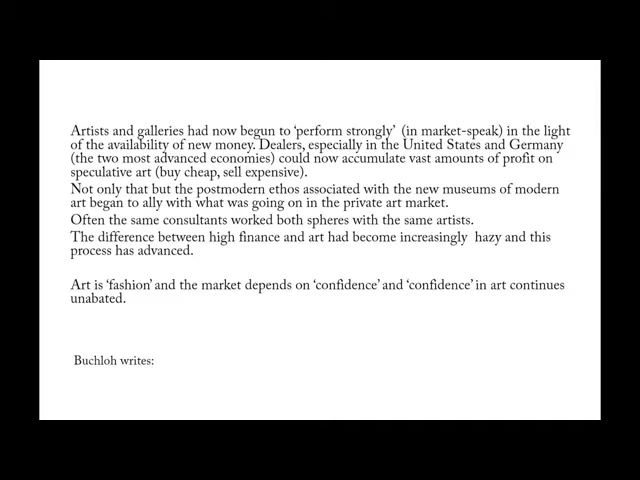 Artists and galleries had now begun to ‘perform strongly’ (in market-speak) in the light
of the availability of new money. Dealers, especially in the United States and Germany
(the two most advanced economies) could now accumulate vast amounts of profit on
speculative art (buy cheap, sell expensive).
Not only that but the postmodern ethos associated with the new museums of modern
art began to ally with what was going on in the private art market.
Often the same consultants worked both spheres with the same artists.
The difference between high finance and art had become increasingly hazy and this
process has advanced.
Art is ‘fashion’ and the market depends on ‘confidence’ and ‘confidence’ in art continues
unabated.
Buchloh writes: